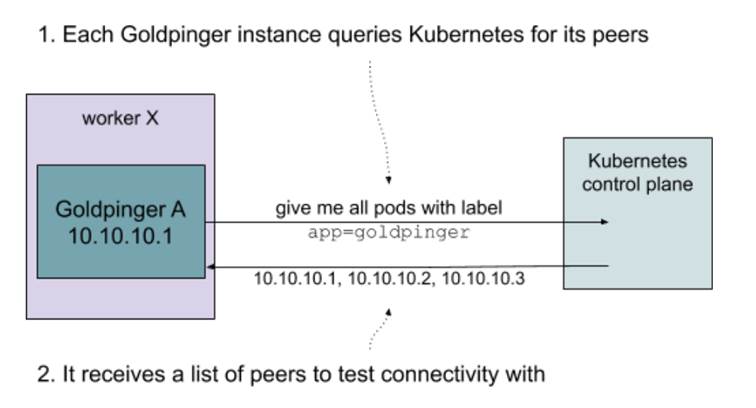 1. Each Goldpinger instance queries Kubernetes for its peers
worker X
Goldpinger A
10.10.10.1
give me all pods with label
app=goldpinger
10.10.10.1, 10.10.10.2, 10.10.10.3
Kubernetes
control plane
2. It receives a list of peers to test connectivity with